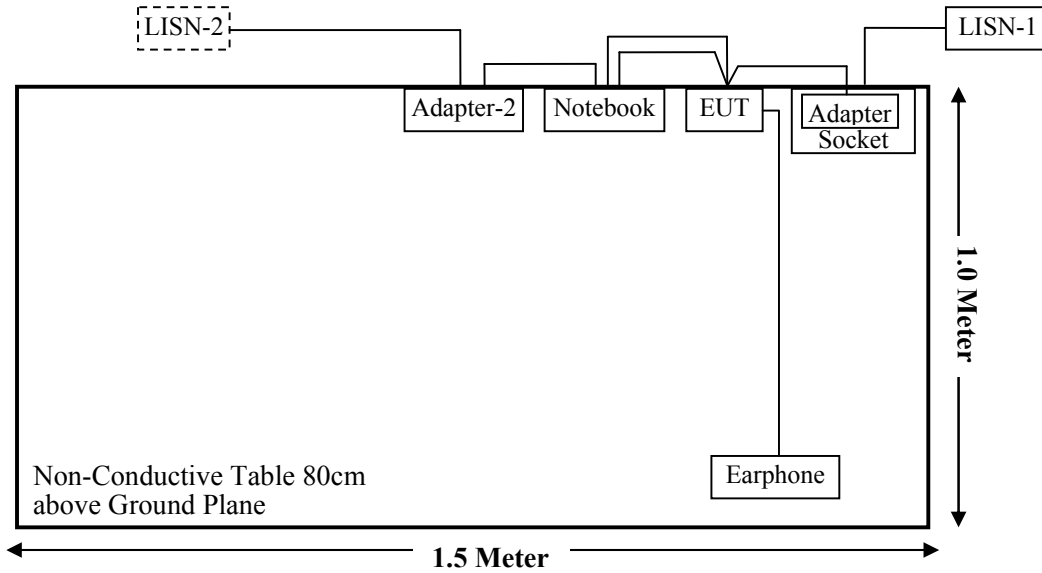 LISN-2
LISN-1
Adapter-2
Notebook
EUT
Adapter
Socket
1.0 Meter
Earphone
Non-Conductive Table 80cm
above Ground Plane
1.5 Meter